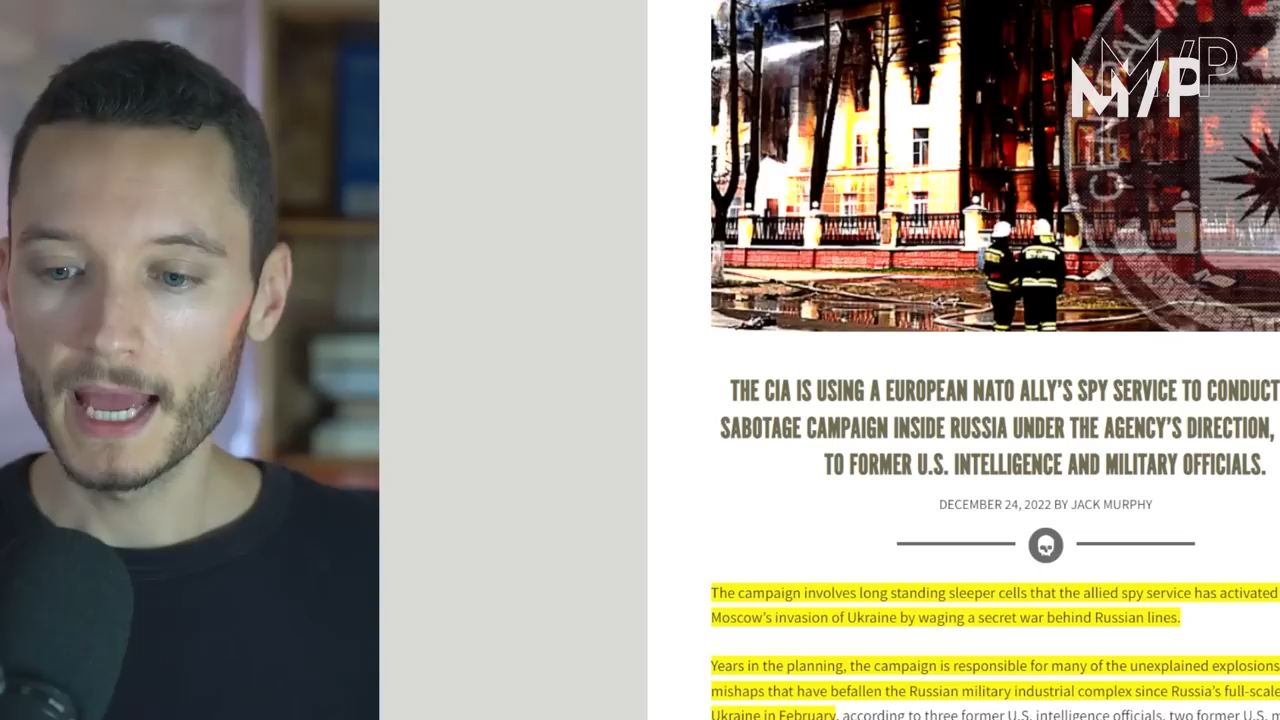 M/P
M/P
CEN
THE CIA IS USING A EUROPEAN NATO ALLY'S SPY SERVICE TO CONDUCT
SABOTAGE CAMPAIGN INSIDE RUSSIA UNDER THE AGENCY'S DIRECTION,
TO FORMER U.S. INTELLIGENCE AND MILITARY OFFICIALS.
DECEMBER 24, 2022 BY JACK MURPHY
The campaign involves long standing sleeper cells that the allied spy service has activated
Moscow's invasion of Ukraine by waging a secret war behind Russian lines.
Years in the planning, the campaign is responsible for many of the unexplained explosions
mishaps that have befallen the Russian military industrial complex since Russia's full-scale
Ukraine in February, according to three former U.S. intelligence officials, two former U.S.